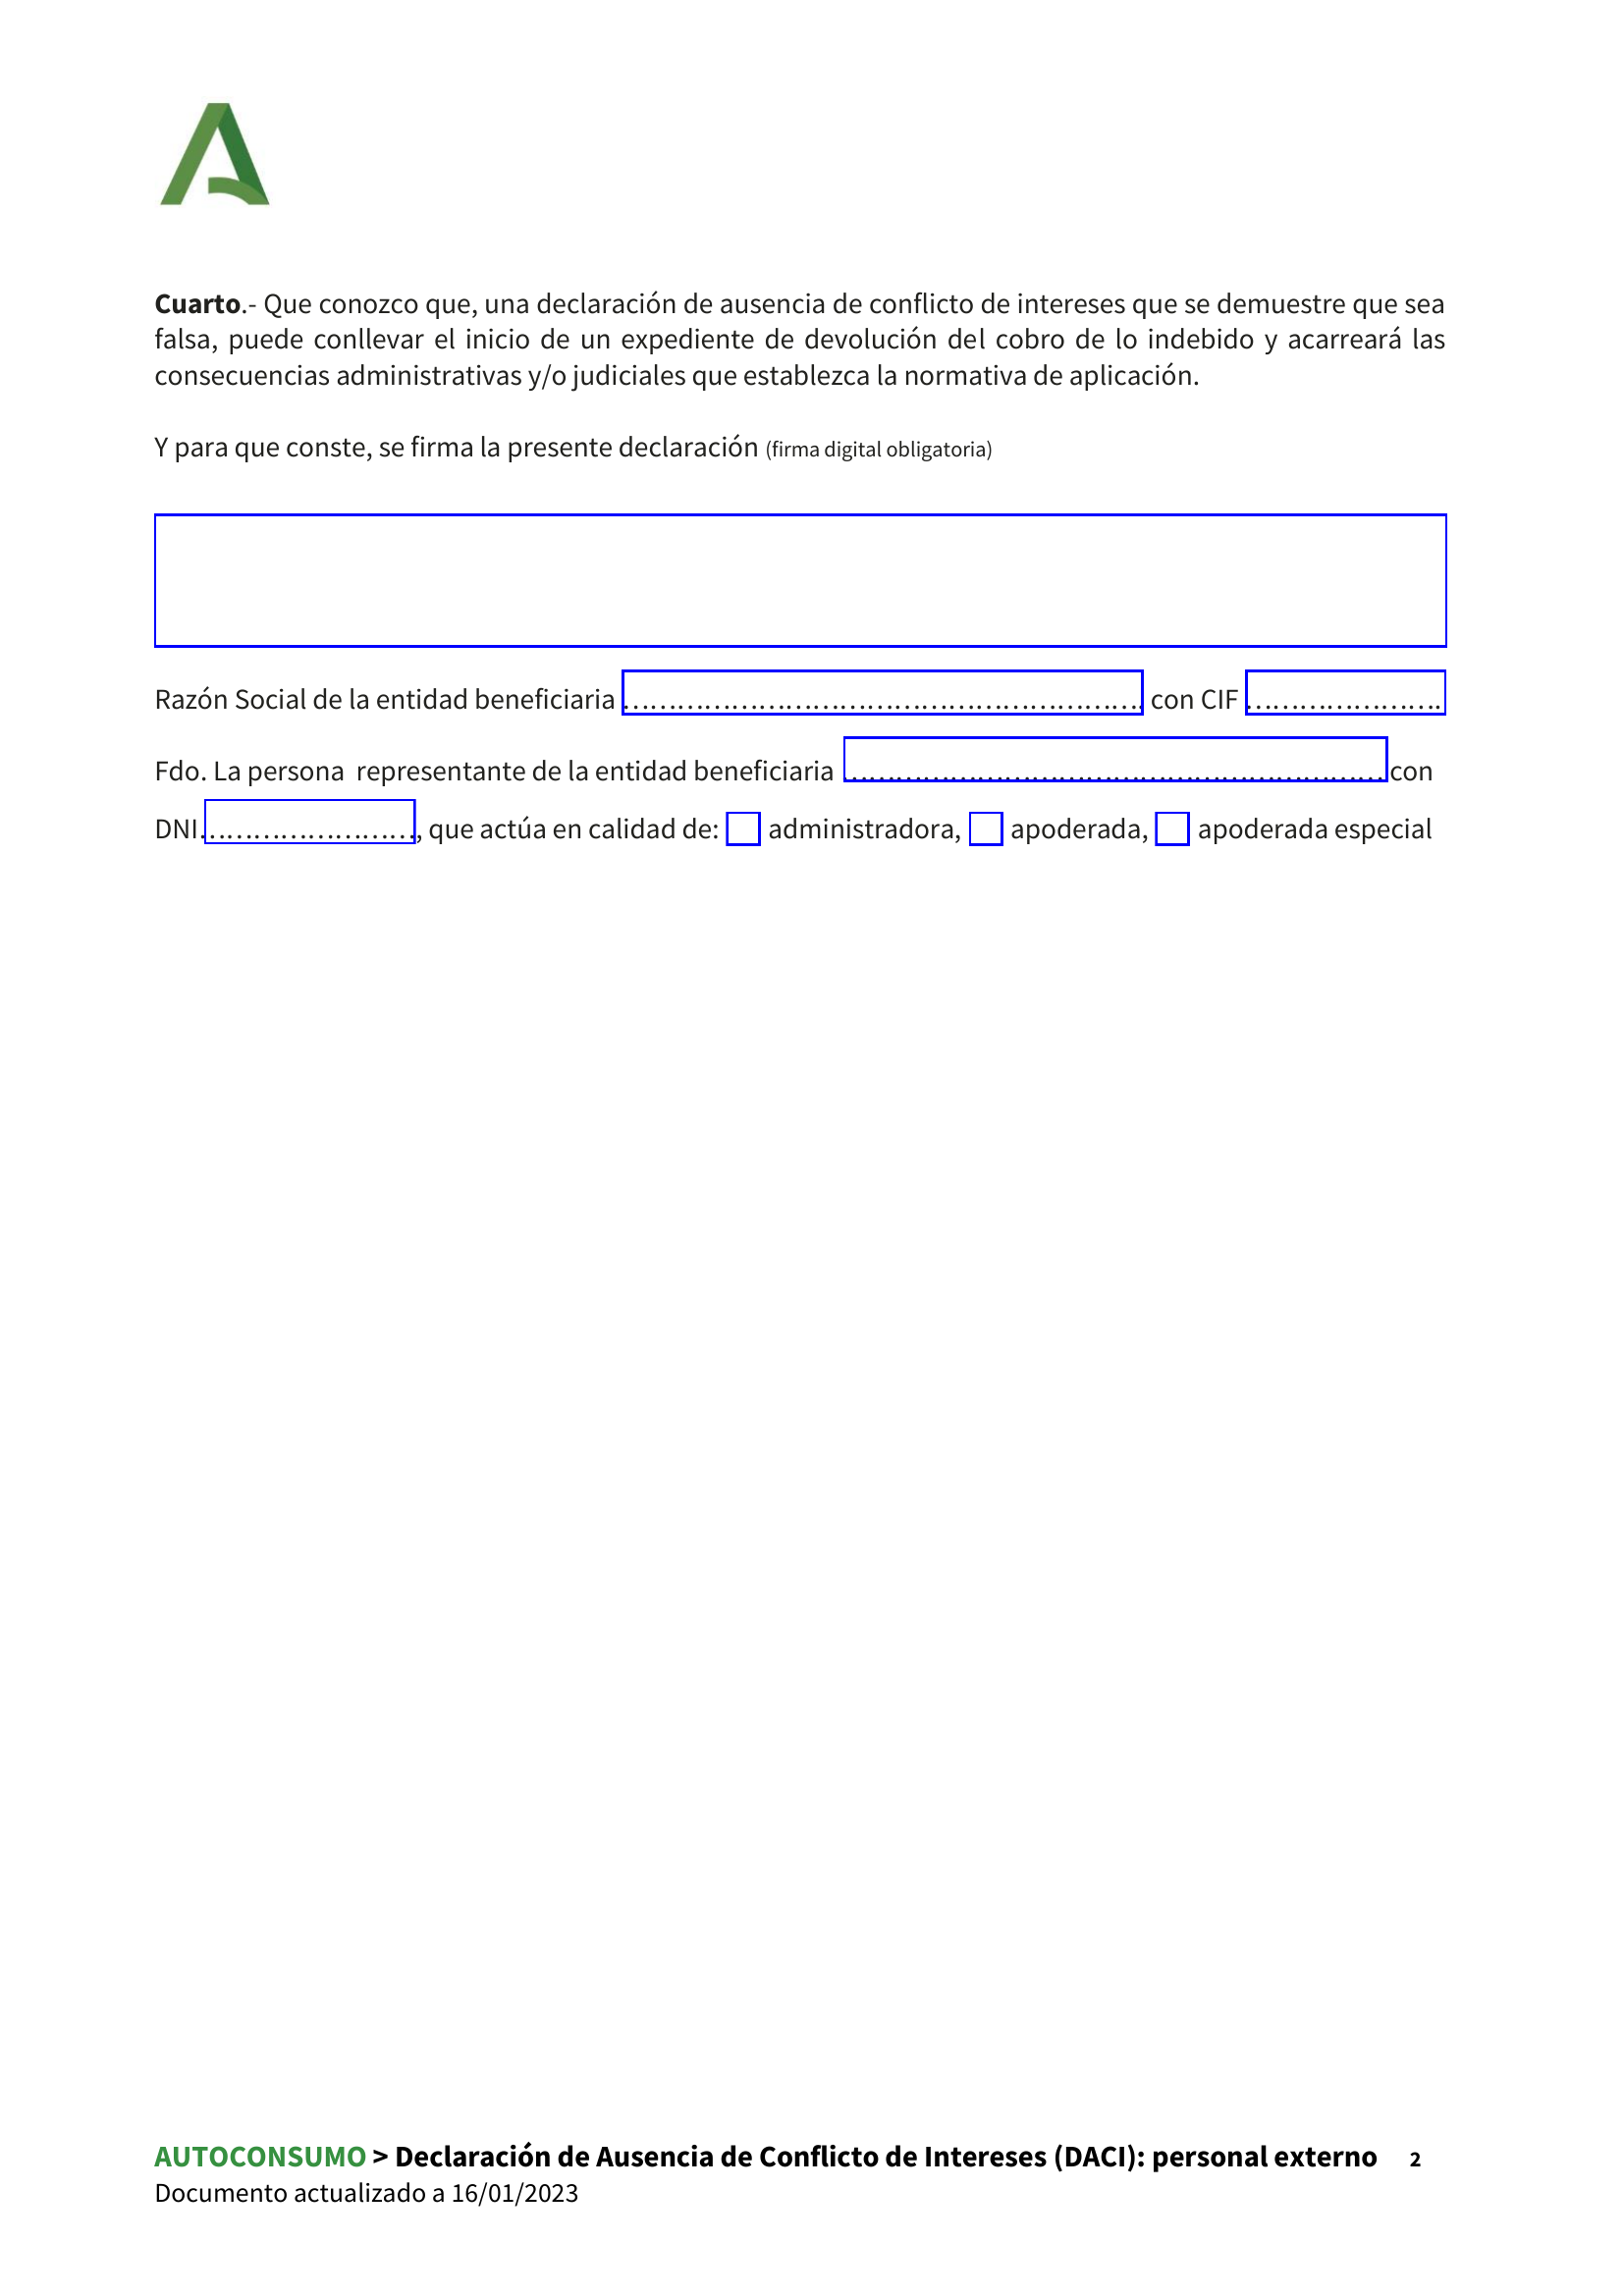 Cuarto.- Que conozco que, una declaración de ausencia de conflicto de intereses que se demuestre que sea
falsa, puede conllevar el inicio de un expediente de devolución del cobro de lo indebido y acarreará las
consecuencias administrativas y/o judiciales que establezca la normativa de aplicación.
Y para que conste, se firma la presente declaración (firma digital obligatoria)
Razón Social de la entidad beneficiaria ………………………………………………… con CIF ………………….
Fdo. La persona  representante de la entidad beneficiaria ……………………………………………………con
DNI……………………, que actúa en calidad de: administradora, apoderada, apoderada especial
AUTOCONSUMO > Declaración de Ausencia de Conflicto de Intereses (DACI): personal externo 2
Documento actualizado a 16/01/2023